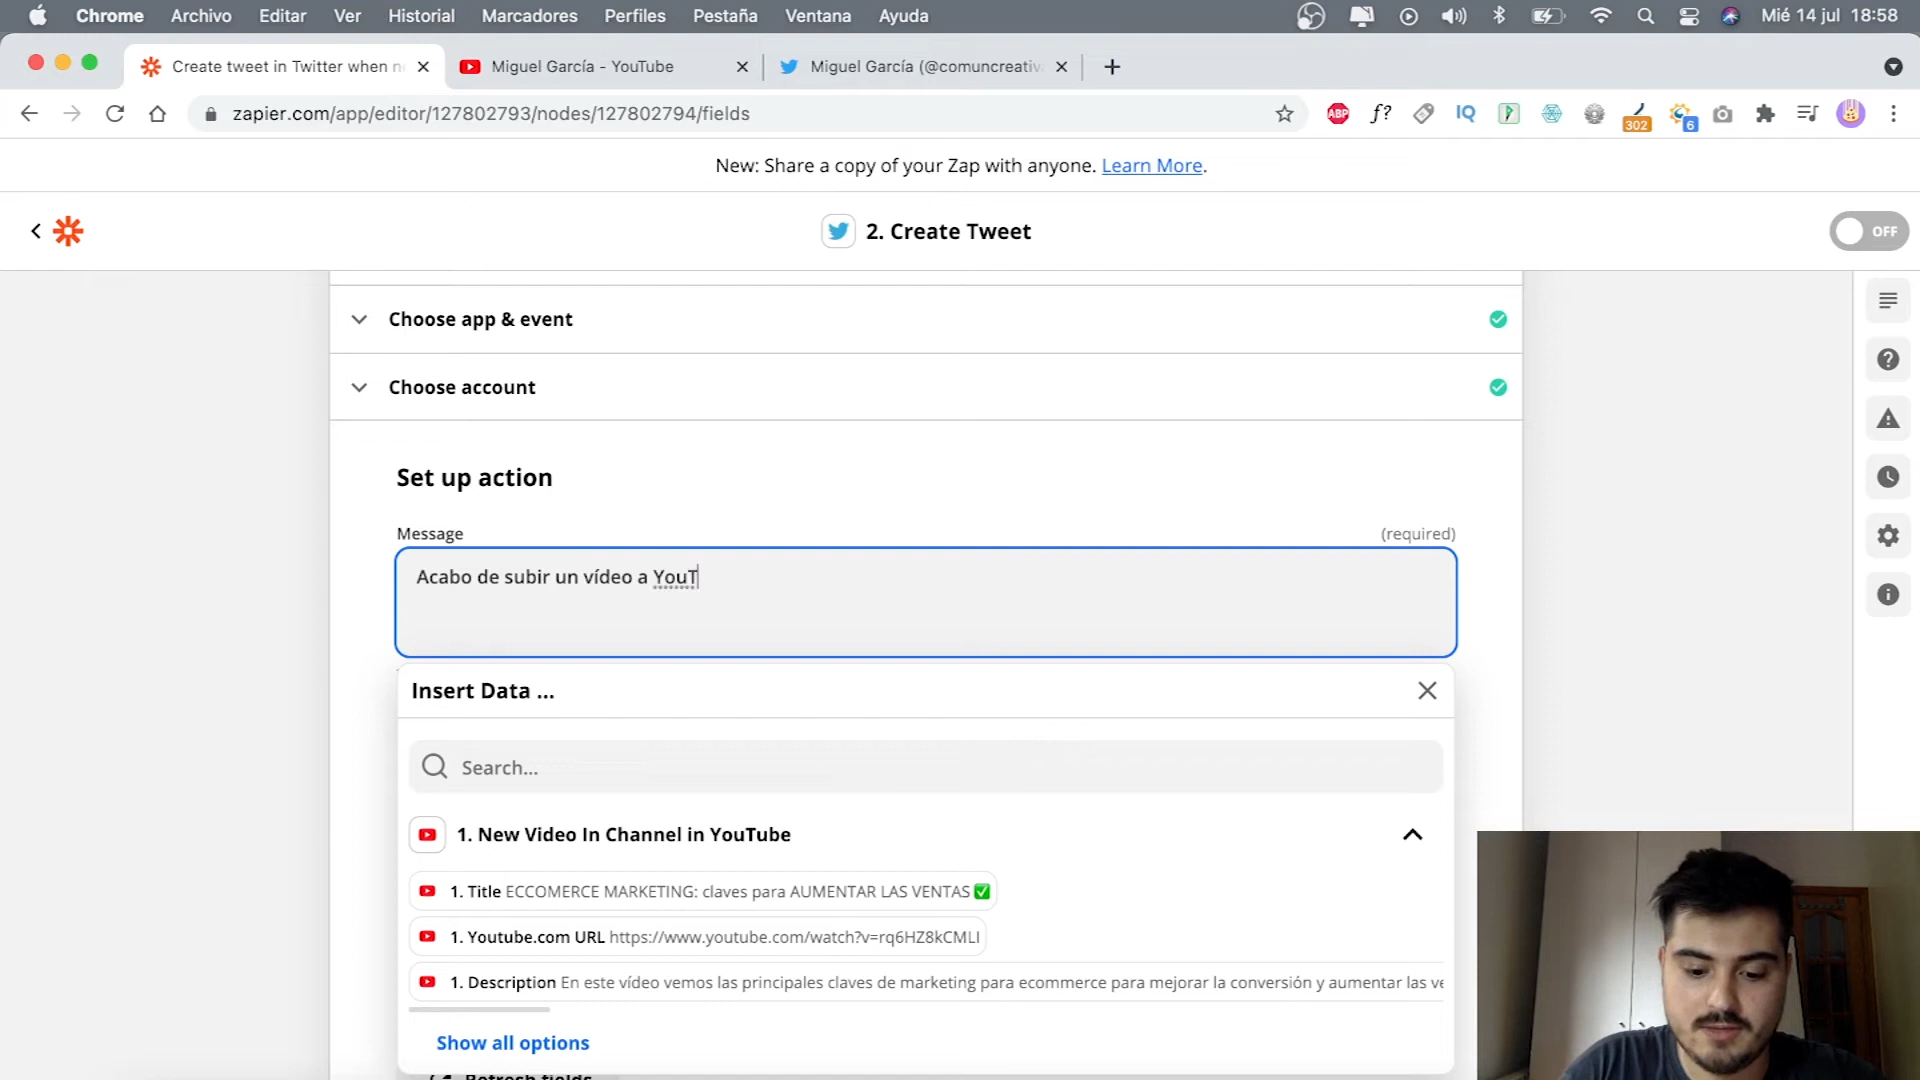 Chrome Archivo Editar Ver Historial Marcadores Perfiles Pestaña Ventana Ayuda Mié 14 jul 18:58
Create tweet in Twitter when n Miguel García - YouTube Miguel García (@comuncreativ
zapier.com/app/editor/127802793/nodes/127802794/fields ABP f? IQ 302 6
New: Share a copy of your Zap with anyone. Learn More.
2. Create Tweet OFF
Choose app & event
Choose account
Set up action
Message (required)
Acabo de subir un vídeo a YouT
Insert Data ...
Search...
1. New Video In Channel in YouTube
1. Title ECCOMERCE MARKETING: claves para AUMENTAR LAS VENTAS ✅
1. Youtube.com URL https://www.youtube.com/watch?v=rq6HZ8kCMLI
1. Description En este vídeo vemos las principales claves de marketing para ecommerce para mejorar la conversión y aumentar las ve
Show all options
Refresh fields